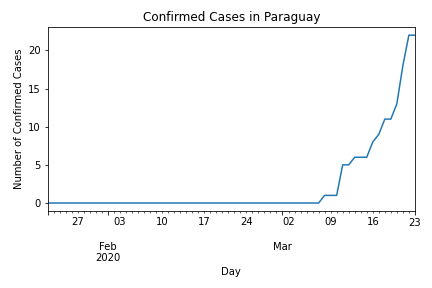 Confirmed Cases in Paraguay
Number of Confirmed Cases
20
15
10
5
0
27 03 10 17 24 02 09 16 23
Feb Mar
2020
Day